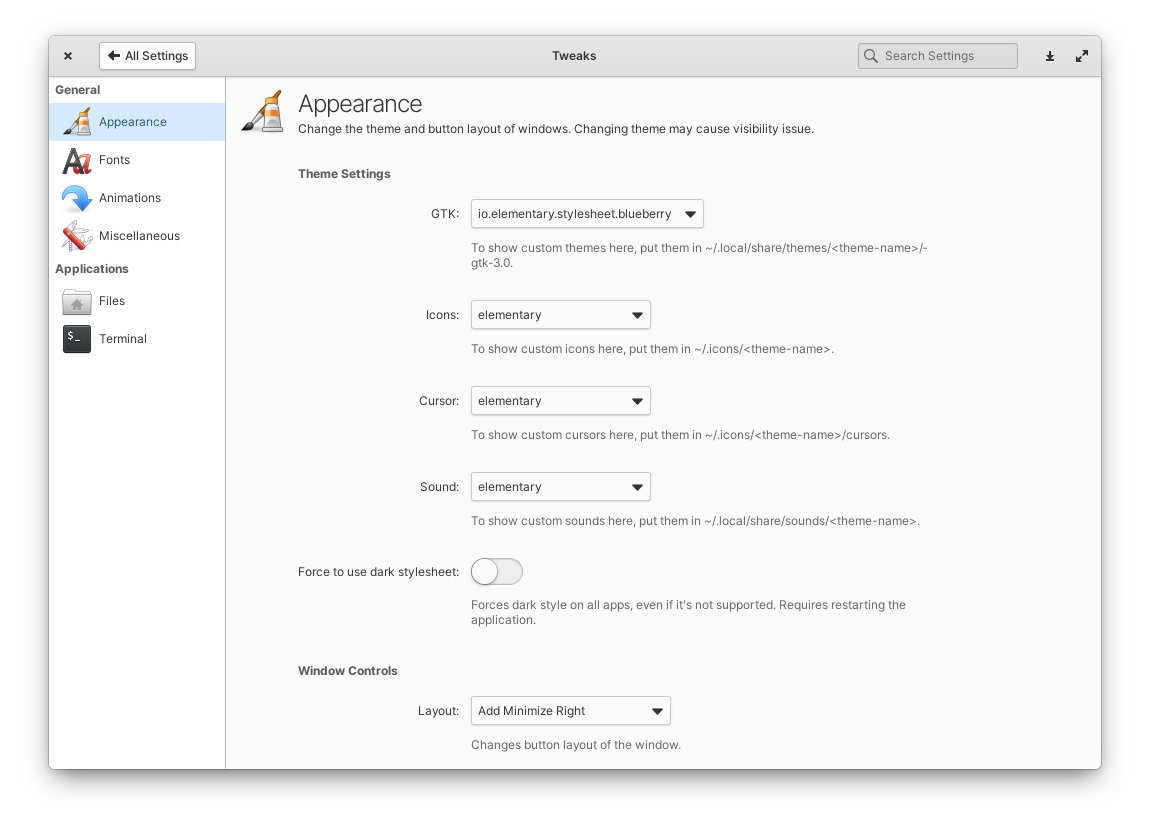 All Settings
Tweaks
Search Settings
General
Appearance
Fonts
Animations
Miscellaneous
Applications
Files
$_
Terminal
Appearance
Change the theme and button layout of windows. Changing theme may cause visibility issue.
Theme Settings
GTK: io.elementary.stylesheet.blueberry
To show custom themes here, put them in ~/.local/share/themes/<theme-name>/-
gtk-3.0.
Icons: elementary
To show custom icons here, put them in ~/.icons/<theme-name>.
Cursor: elementary
To show custom cursors here, put them in ~/.icons/<theme-name>/cursors.
Sound: elementary
To show custom sounds here, put them in ~/.local/share/sounds/<theme-name>.
Force to use dark stylesheet:
Forces dark style on all apps, even if it's not supported. Requires restarting the
application.
Window Controls
Layout: Add Minimize Right
Changes button layout of the window.